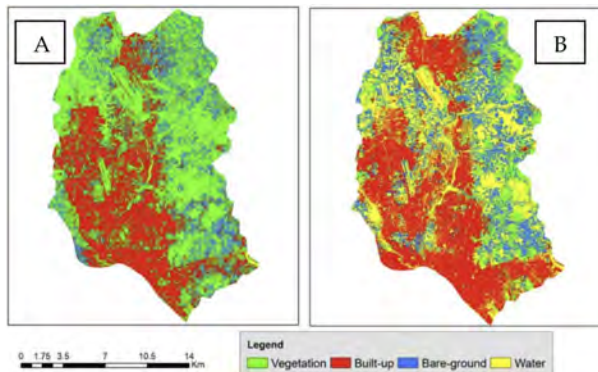 A
B
Legend
0 1.75 3.5 7 10.5 14
Km
Vegetation Built-up Bare-ground Water